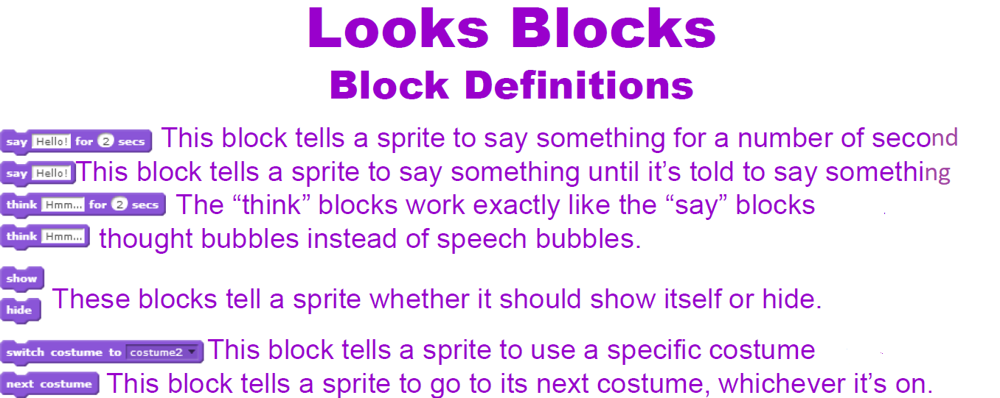 Looks Blocks
Block Definitions
say Hello! for 2 secs This block tells a sprite to say something for a number of second
say Hello! This block tells a sprite to say something until it’s told to say something
think Hmm... for 2 secs The “think” blocks work exactly like the “say” blocks
think Hmm... thought bubbles instead of speech bubbles.
show
These blocks tell a sprite whether it should show itself or hide.
hide
switch costume to costume2 This block tells a sprite to use a specific costume
next costume This block tells a sprite to go to its next costume, whichever it’s on.